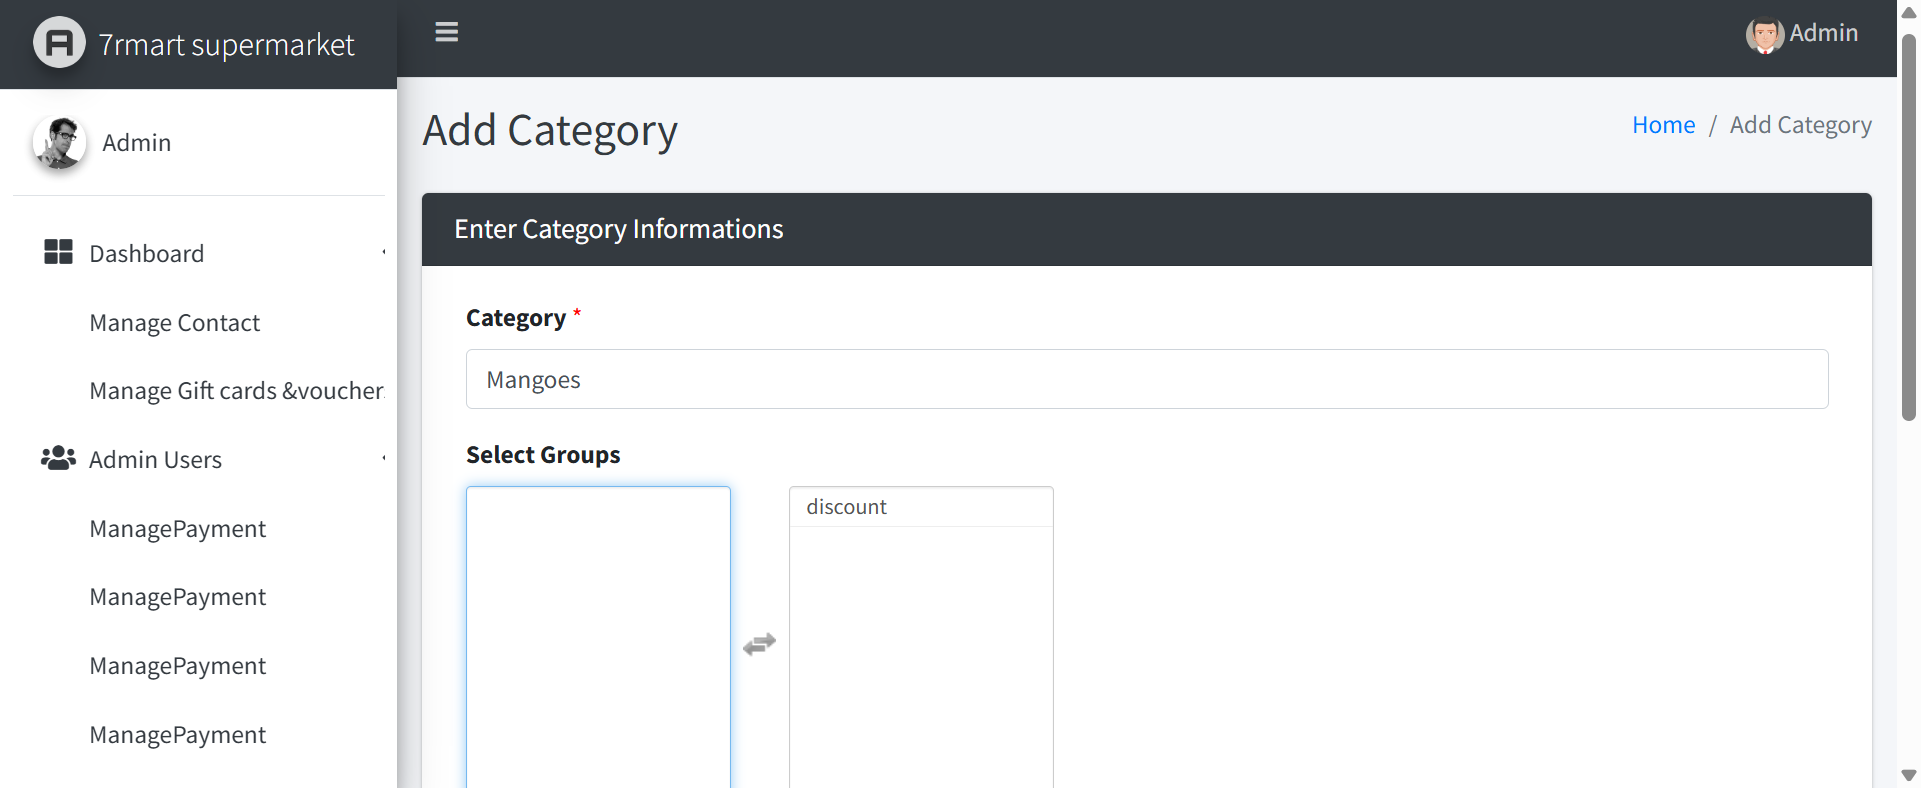 7rmart supermarket
Admin
Admin
Dashboard
Manage Contact
Manage Gift cards &voucher
Admin Users
ManagePayment
ManagePayment
ManagePayment
ManagePayment
Add Category
Home / Add Category
Enter Category Informations
Category *
Mangoes
Select Groups
discount